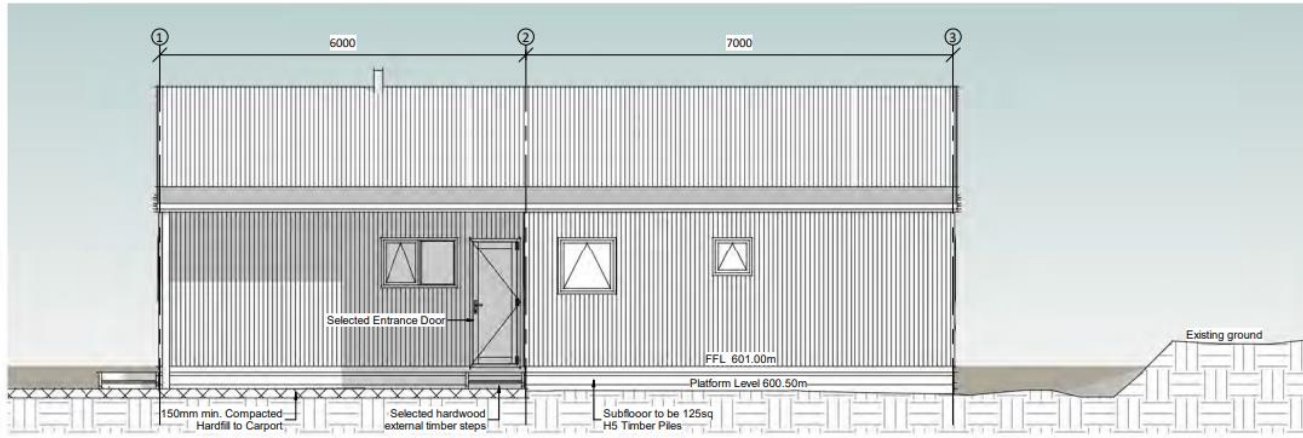 1
6000
2
7000
3
Selected Entrance Door
Existing ground
FFL 601.00m
Platform Level 600.50m
150mm min. Compacted
Hardfill to Carport
Selected hardwood
external timber steps
Subflooor to be 125sq
H5 Timber Piles